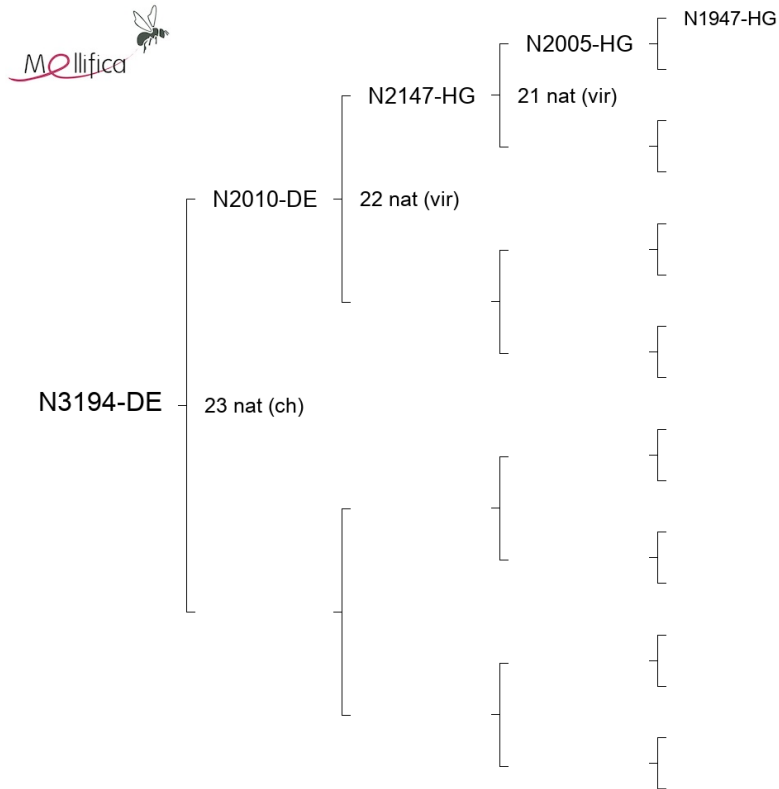 Mellifica
N1947-HG
N2005-HG
N2147-HG
21 nat (vir)
N2010-DE
22 nat (vir)
N3194-DE
23 nat (ch)